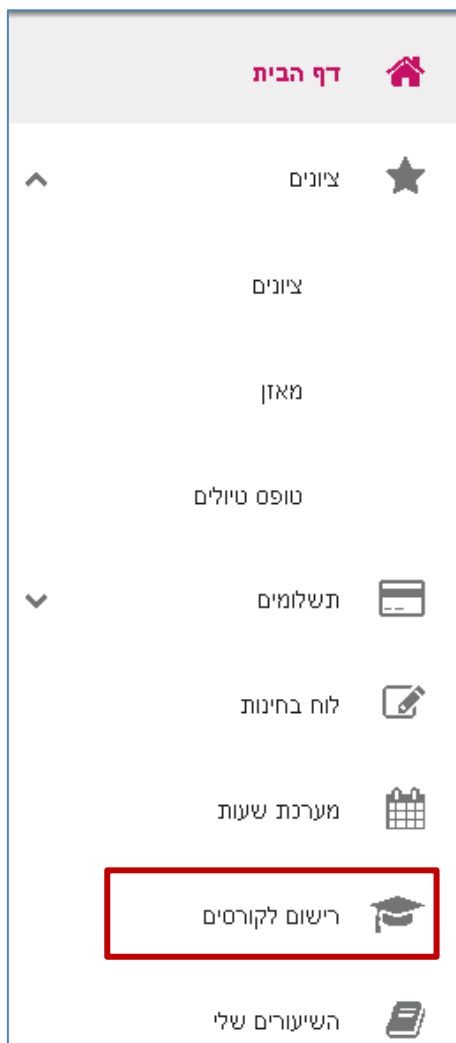 דף הבית
ציונים
ציונים
מאזן
טופס טיולים
תשלומים
לוח בחינות
מערכת שעות
רישום לקורסים
השיעורים שלי